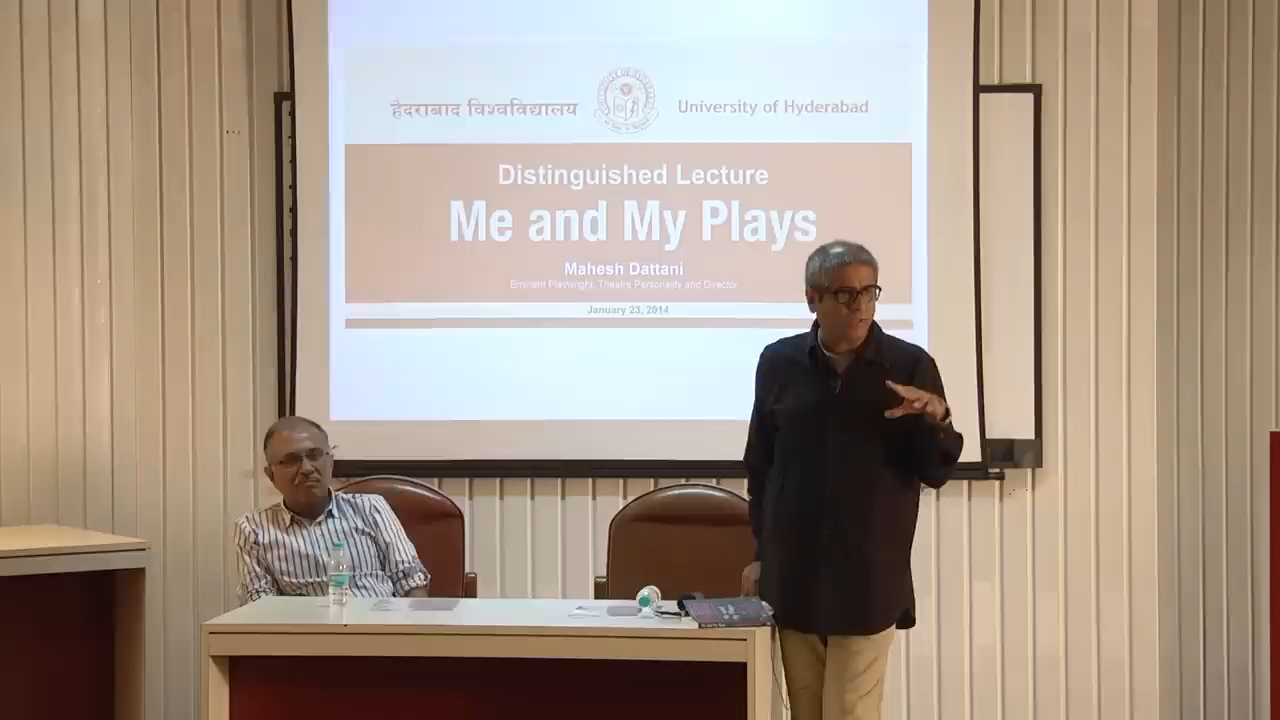 हैदराबाद विश्वविद्यालय
University of Hyderabad
Distinguished Lecture
Me and My Plays
Mahesh Dattani
Eminent Playwright, Theatre Personality and Director
January 23, 2014